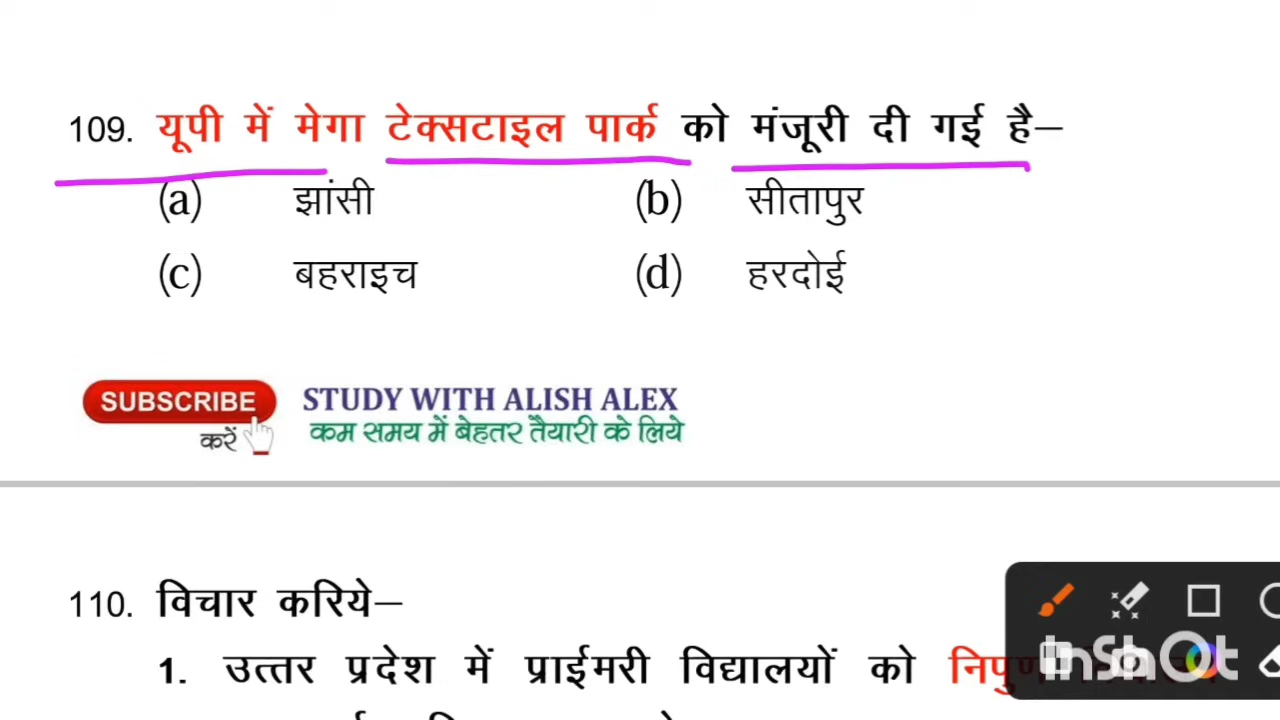 109. यूपी में मेगा टेक्सटाइल पार्क को मंजूरी दी गई है–
(a) झांसी (b) सीतापुर
(c) बहराइच (d) हरदोई
SUBSCRIBE STUDY WITH ALISH ALEX
करें कम समय में बेहतर तैयारी के लिये
110. विचार करिये–
InShOt
1. उत्तर प्रदेश में प्राईमरी विद्यालयों को